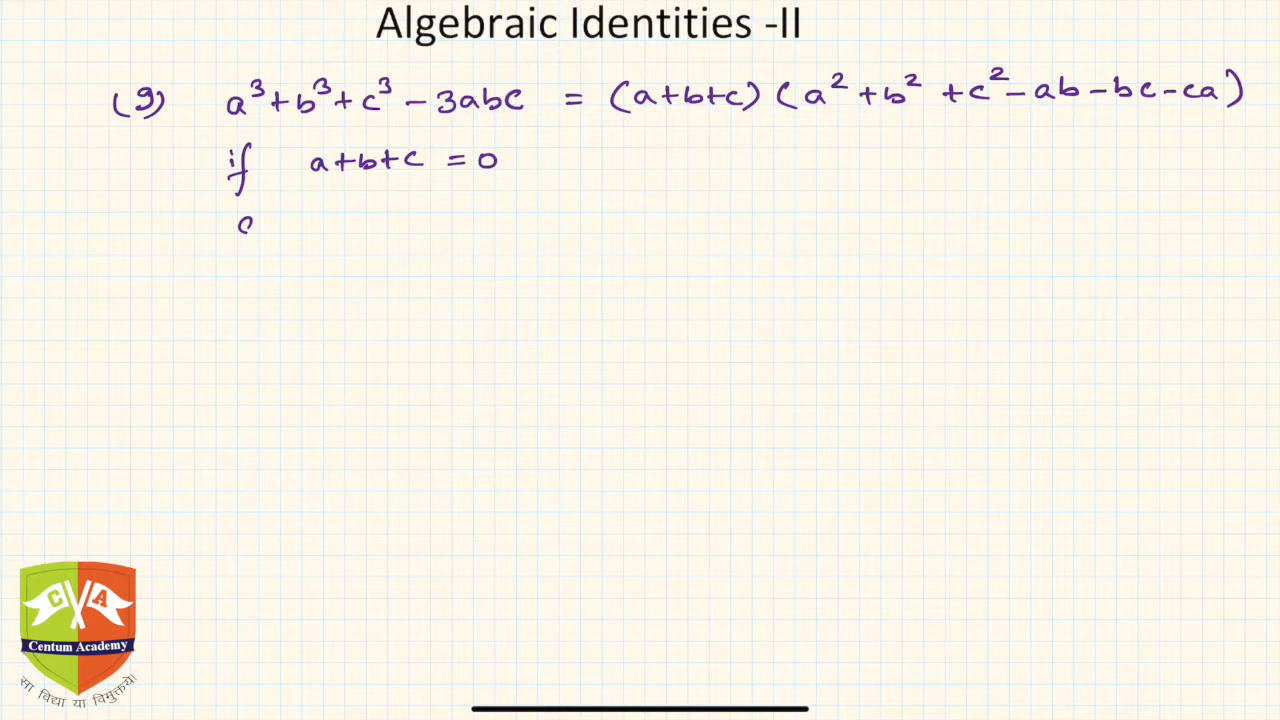 Algebraic Identities -II
(9) a³ + b³ + c³ - 3abc = (a+b+c) (a² + b² + c² - ab - bc - ca)
if a+b+c = 0
C A
Centum Academy
सा विद्या या विमुक्तये।